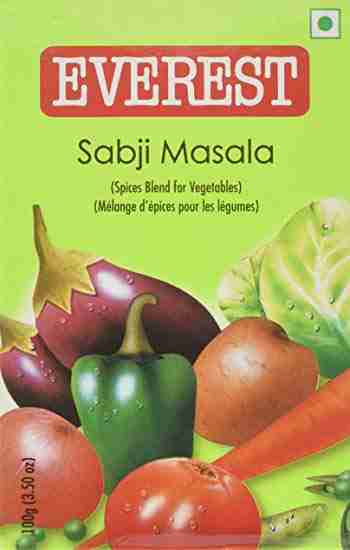 EVEREST
Sabji Masala
(Spices Blend for Vegetables)
(Mélange d'épices pour les légumes)
100g (3.50 oz)